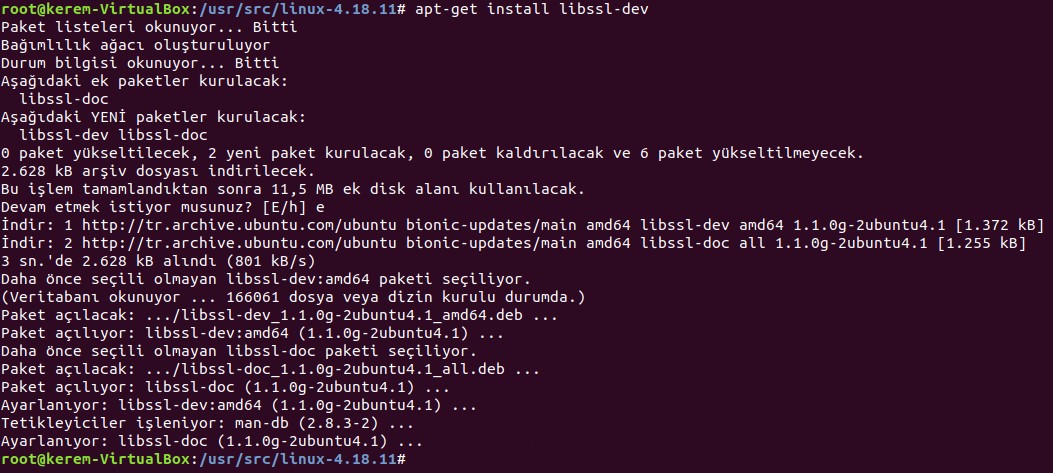 root@kerem-VirtualBox:/usr/src/linux-4.18.11# apt-get install libssl-dev
Paket listeleri okunuyor... Bitti
Bağımlılık ağacı oluşturuluyor
Durum bilgisi okunuyor... Bitti
Aşağıdaki ek paketler kurulacak:
  libssl-doc
Aşağıdaki YENİ paketler kurulacak:
  libssl-dev libssl-doc
0 paket yükseltilecek, 2 yeni paket kurulacak, 0 paket kaldırılacak ve 6 paket yükseltilmeyecek.
2.628 kB arşiv dosyası indirilecek.
Bu işlem tamamlandıktan sonra 11,5 MB ek disk alanı kullanılacak.
Devam etmek istiyor musunuz? [E/h] e
İndir: 1 http://tr.archive.ubuntu.com/ubuntu bionic-updates/main amd64 libssl-dev amd64 1.1.0g-2ubuntu4.1 [1.372 kB]
İndir: 2 http://tr.archive.ubuntu.com/ubuntu bionic-updates/main amd64 libssl-doc all 1.1.0g-2ubuntu4.1 [1.255 kB]
3 sn.'de 2.628 kB alındı (801 kB/s)
Daha önce seçili olmayan libssl-dev:amd64 paketi seçiliyor.
(Veritabanı okunuyor ... 166061 dosya veya dizin kurulu durumda.)
Paket açılacak: .../libssl-dev_1.1.0g-2ubuntu4.1_amd64.deb ...
Paket açılıyor: libssl-dev:amd64 (1.1.0g-2ubuntu4.1) ...
Daha önce seçili olmayan libssl-doc paketi seçiliyor.
Paket açılacak: .../libssl-doc_1.1.0g-2ubuntu4.1_all.deb ...
Paket açılıyor: libssl-doc (1.1.0g-2ubuntu4.1) ...
Ayarlanıyor: libssl-dev:amd64 (1.1.0g-2ubuntu4.1) ...
Tetikleyiciler işleniyor: man-db (2.8.3-2) ...
Ayarlanıyor: libssl-doc (1.1.0g-2ubuntu4.1) ...
root@kerem-VirtualBox:/usr/src/linux-4.18.11#